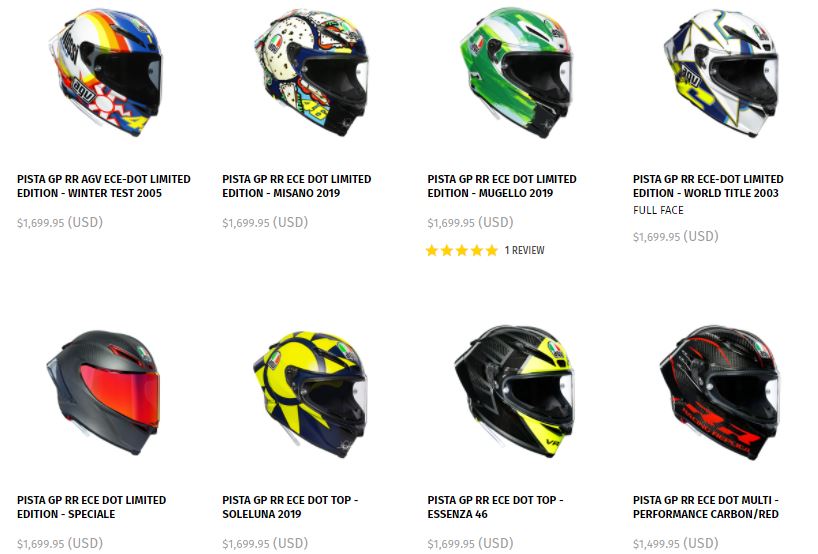 PISTA GP RR AGV ECE-DOT LIMITED
EDITION - WINTER TEST 2005
$1,699.95 (USD)
PISTA GP RR ECE DOT LIMITED
EDITION - MISANO 2019
$1,699.95 (USD)
PISTA GP RR ECE DOT LIMITED
EDITION - MUGELLO 2019
$1,699.95 (USD)
1 REVIEW
PISTA GP RR ECE-DOT LIMITED
EDITION - WORLD TITLE 2003
FULL FACE
$1,699.95 (USD)
PISTA GP RR ECE DOT LIMITED
EDITION - SPECIALE
$1,699.95 (USD)
PISTA GP RR ECE DOT TOP -
SOLELUNA 2019
$1,699.95 (USD)
PISTA GP RR ECE DOT TOP -
ESSENZA 46
$1,699.95 (USD)
PISTA GP RR ECE DOT MULTI -
PERFORMANCE CARBON/RED
$1,499.95 (USD)
AGV
46
AGV
RACING REPLICA